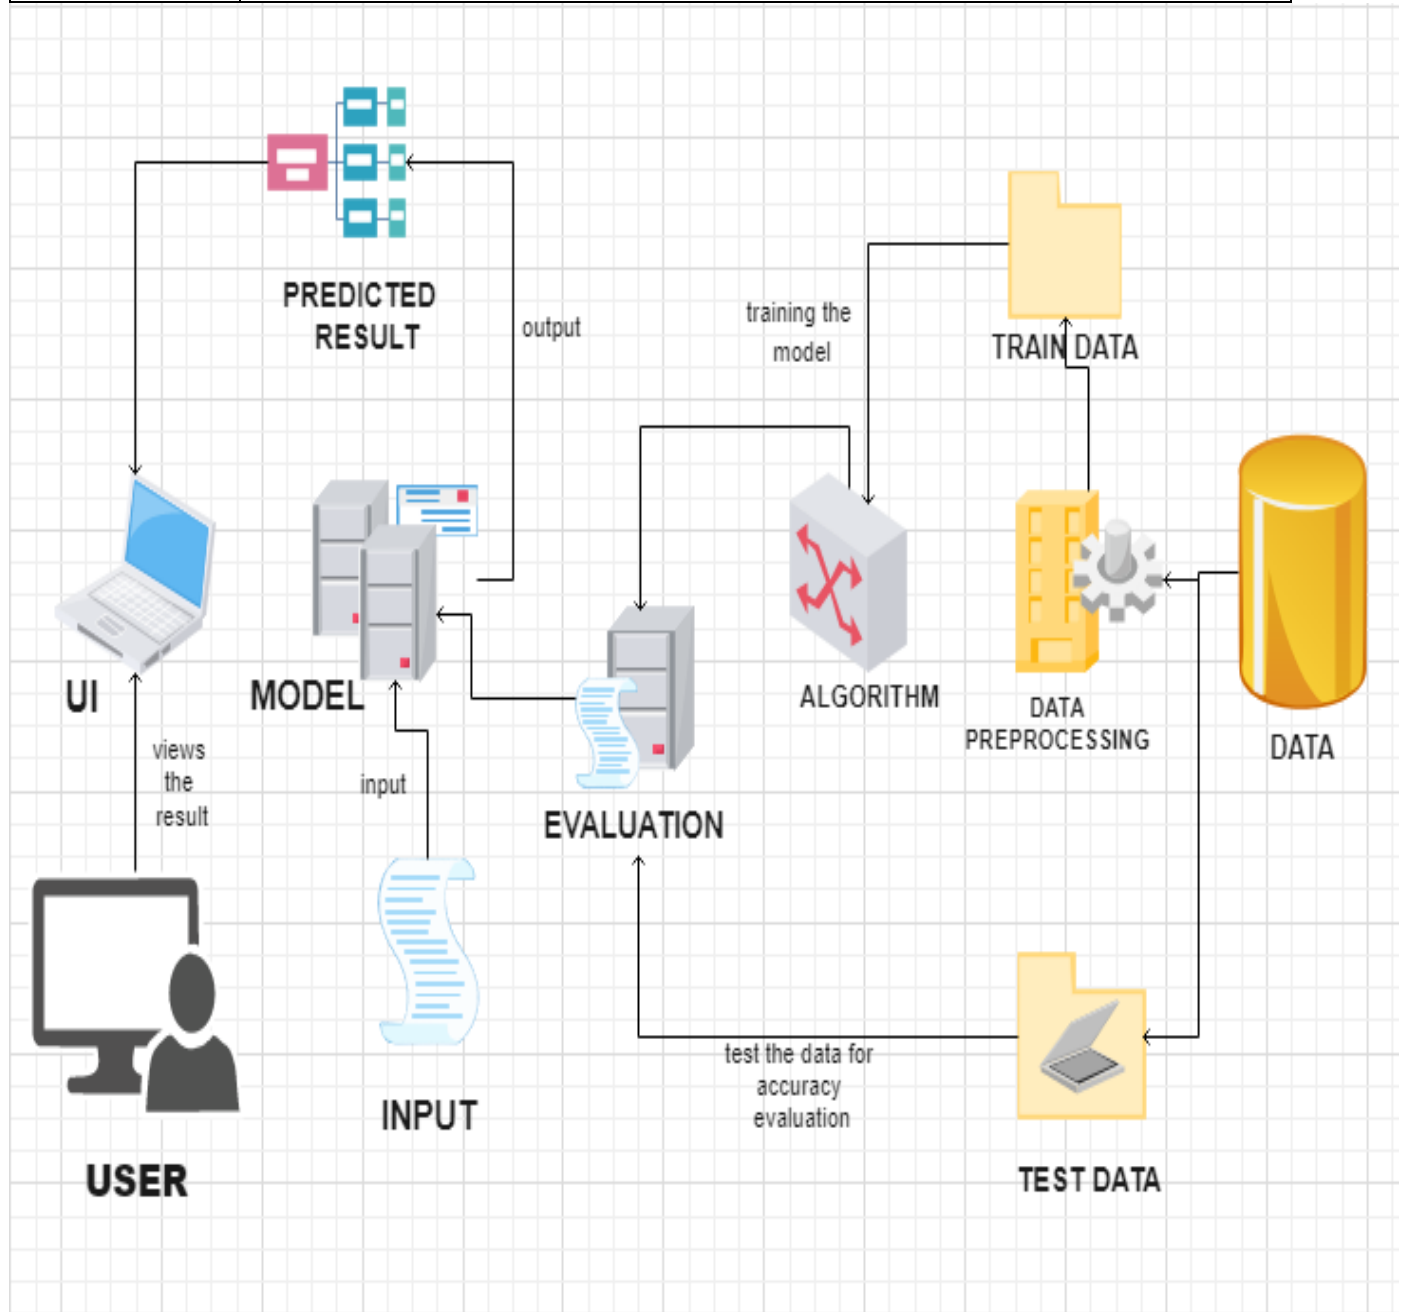 PREDICTED
RESULT
output
training the
model
TRAIN DATA
UI
MODEL
ALGORITHM
DATA
PREPROCESSING
DATA
views
the
result
input
EVALUATION
test the data for
accuracy
evaluation
INPUT
USER
TEST DATA